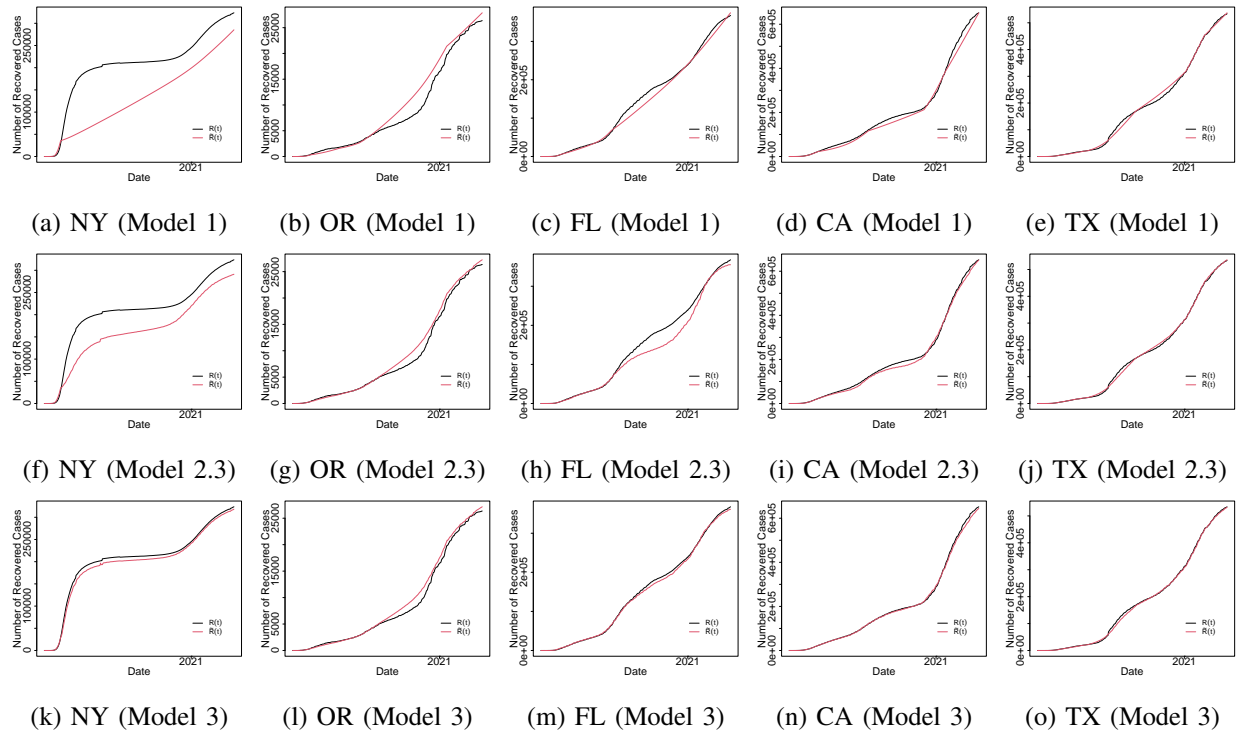 Number of Recovered Cases
0 100000 250000
R(t)
R̃(t)
2021
Date
Number of Recovered Cases
0 5000 15000 25000
R(t)
R̃(t)
2021
Date
Number of Recovered Cases
0e+00 2e+05
R(t)
R̃(t)
2021
Date
Number of Recovered Cases
0e+00 2e+05 4e+05 6e+05
R(t)
R̃(t)
2021
Date
Number of Recovered Cases
0e+00 2e+05 4e+05
R(t)
R̃(t)
2021
Date
(a) NY (Model 1)
(b) OR (Model 1)
(c) FL (Model 1)
(d) CA (Model 1)
(e) TX (Model 1)
Number of Recovered Cases
0 100000 250000
R(t)
R̃(t)
2021
Date
Number of Recovered Cases
0 5000 15000 25000
R(t)
R̃(t)
2021
Date
Number of Recovered Cases
0e+00 2e+05
R(t)
R̃(t)
2021
Date
Number of Recovered Cases
0e+00 2e+05 4e+05 6e+05
R(t)
R̃(t)
2021
Date
Number of Recovered Cases
0e+00 2e+05 4e+05
R(t)
R̃(t)
2021
Date
(f) NY (Model 2.3)
(g) OR (Model 2.3)
(h) FL (Model 2.3)
(i) CA (Model 2.3)
(j) TX (Model 2.3)
Number of Recovered Cases
0 100000 250000
R(t)
R̃(t)
2021
Date
Number of Recovered Cases
0 5000 15000 25000
R(t)
R̃(t)
2021
Date
Number of Recovered Cases
0e+00 2e+05
R(t)
R̃(t)
2021
Date
Number of Recovered Cases
0e+00 2e+05 4e+05 6e+05
R(t)
R̃(t)
2021
Date
Number of Recovered Cases
0e+00 2e+05 4e+05
R(t)
R̃(t)
2021
Date
(k) NY (Model 3)
(l) OR (Model 3)
(m) FL (Model 3)
(n) CA (Model 3)
(o) TX (Model 3)